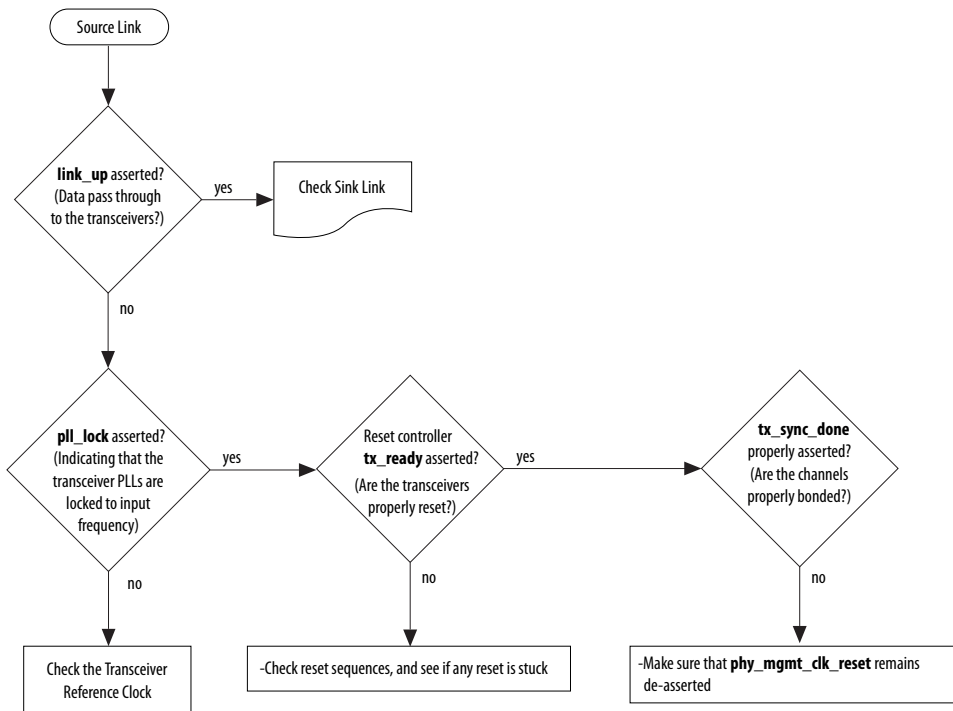 Source Link
link_up asserted?
(Data pass through
to the transceivers?)
yes
Check Sink Link
no
pll_lock asserted?
(Indicating that the
transceiver PLLs are
locked to input
frequency)
yes
Reset controller
tx_ready asserted?
(Are the transceivers
properly reset?)
yes
tx_sync_done
properly asserted?
(Are the channels
properly bonded?)
no
no
no
Check the Transceiver
Reference Clock
-Check reset sequences, and see if any reset is stuck
-Make sure that phy_mgmt_clk_reset remains
de-asserted